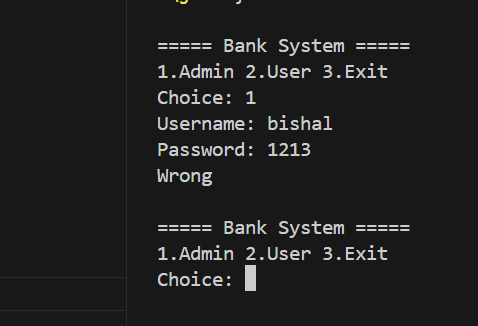 ===== Bank System =====
1.Admin 2.User 3.Exit
Choice: 1
Username: bishal
Password: 1213
Wrong
===== Bank System =====
1.Admin 2.User 3.Exit
Choice: